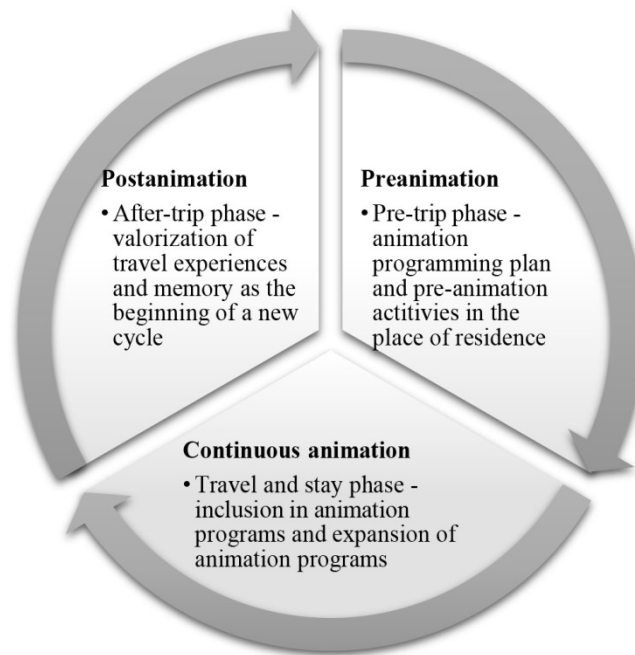 Postanimation
• After-trip phase -
valorization of
travel experiences
and memory as the
beginning of a new
cycle
Preanimation
• Pre-trip phase -
animation
programming plan
and pre-animation
actitivies in the
place of residence
Continuous animation
• Travel and stay phase -
inclusion in animation
programs and expansion of
animation programs